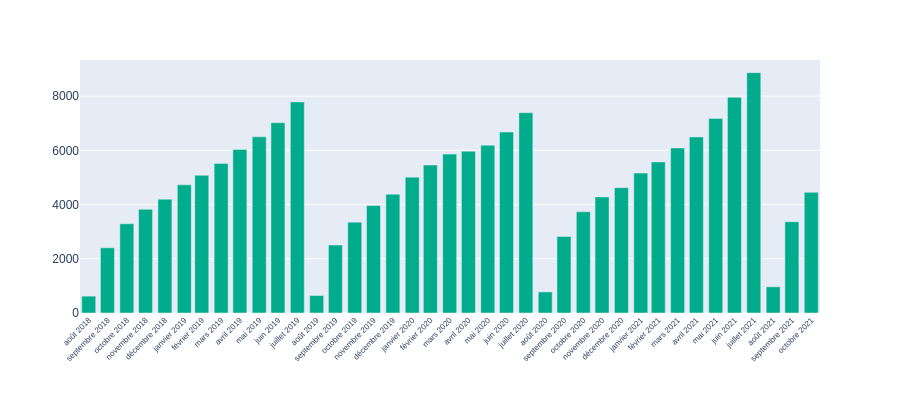 8000
6000
4000
2000
0
août 2018
septembre 2018
octobre 2018
novembre 2018
décembre 2018
janvier 2019
février 2019
mars 2019
avril 2019
mai 2019
juin 2019
juillet 2019
août 2019
septembre 2019
octobre 2019
novembre 2019
décembre 2019
janvier 2020
février 2020
mars 2020
avril 2020
mai 2020
juin 2020
juillet 2020
août 2020
septembre 2020
octobre 2020
novembre 2020
décembre 2020
janvier 2021
février 2021
mars 2021
avril 2021
mai 2021
juin 2021
juillet 2021
août 2021
septembre 2021
octobre 2021